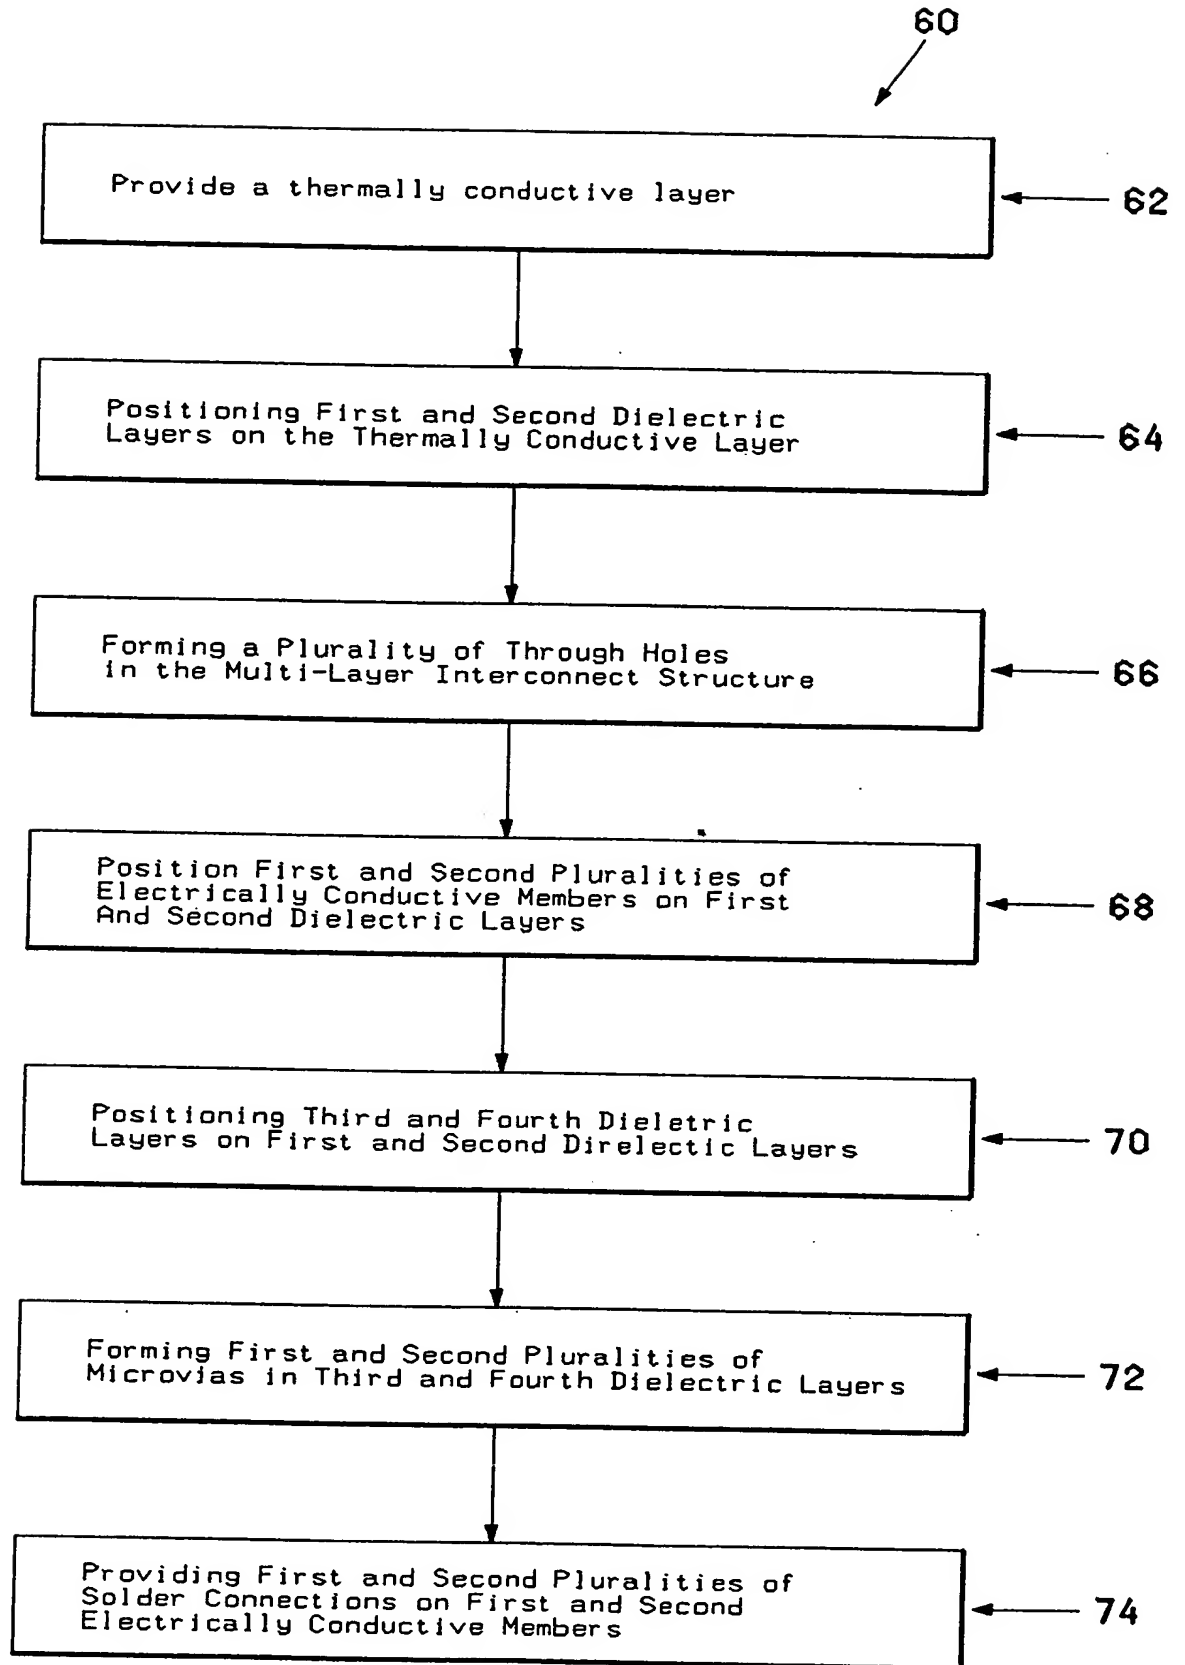 60
Provide a thermally conductive layer
62
Positioning First and Second Dielectric
Layers on the Thermally Conductive Layer
64
Forming a Plurality of Through Holes
in the Multi-Layer Interconnect Structure
66
Position First and Second Pluralities of
Electrically Conductive Members on First
And Second Dielectric Layers
68
Positioning Third and Fourth Dieletric
Layers on First and Second Direlectic Layers
70
Forming First and Second Pluralities of
Microvias in Third and Fourth Dielectric Layers
72
Providing First and Second Pluralities of
Solder Connections on First and Second
Electrically Conductive Members
74